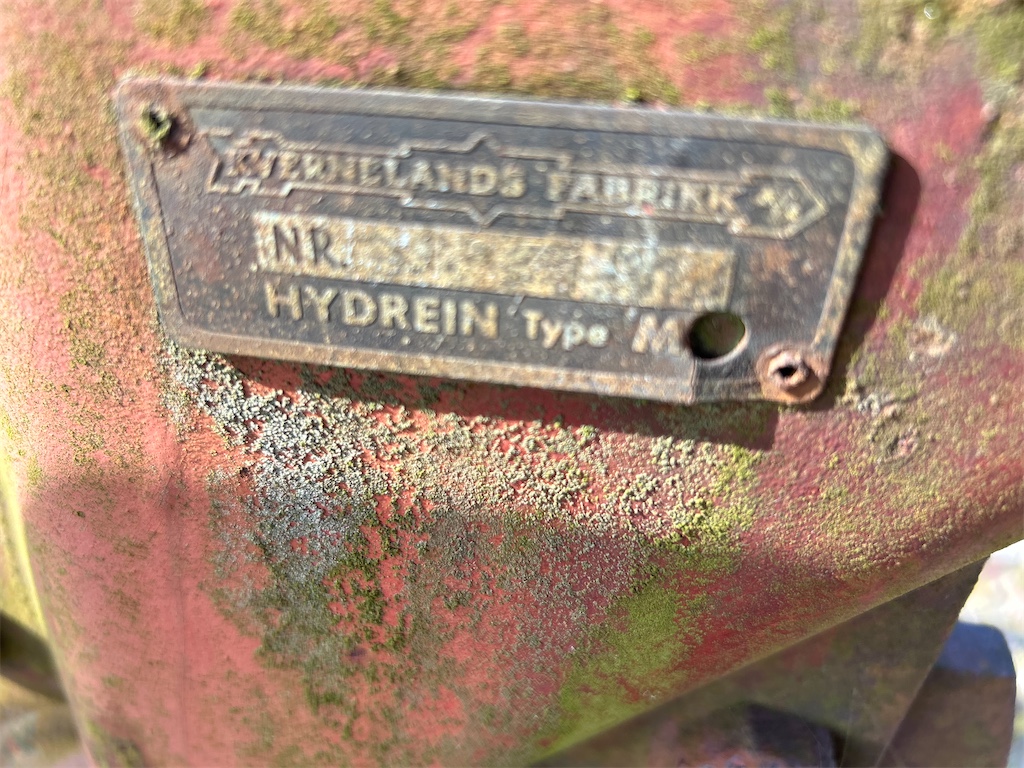 KVERNELANDS FABRIKK A/S
NR.
HYDREIN Type M